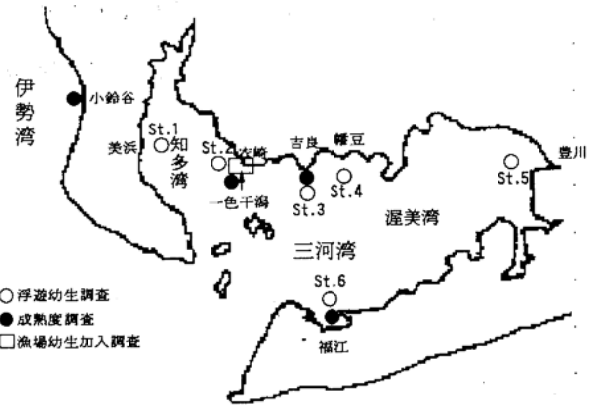 伊勢湾
小鈴谷
美浜
St.1
知多湾
St.2
衣崎
一色干潟
吉良
幡豆
St.3
St.4
St.5
豊川
渥美湾
三河湾
St.6
福江
○浮遊幼生調査
●成熟度調査
□漁場幼生加入調査